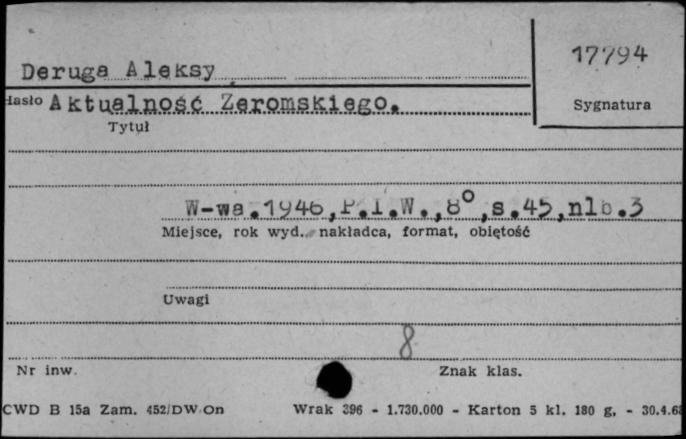 Deruga Aleksy
17794
Hasło Aktualność Żeromskiego.
Sygnatura
Tytuł
W-wa.1946,P.I.W.,8°,s.45,nlb.3
Miejsce, rok wyd. nakładca, format, obiętość
Uwagi
8
Nr inw.
Znak klas.
CWD B 15a Zam. 452/DW On Wrak 396 - 1.730.000 - Karton 5 kl. 180 g. - 30.4.68